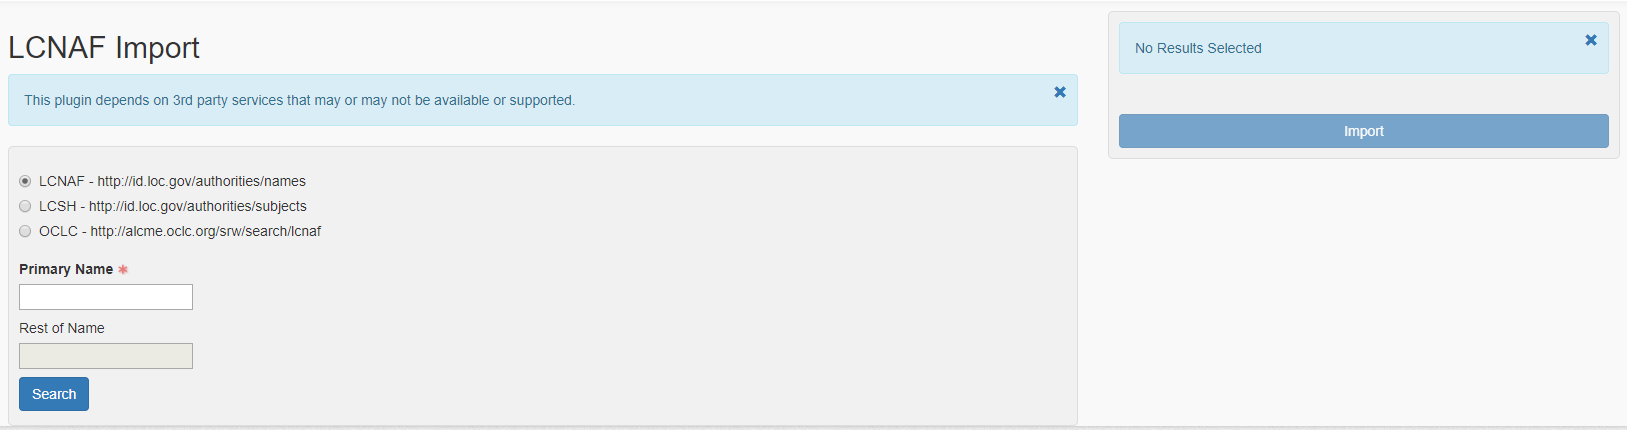 LCNAF Import
This plugin depends on 3rd party services that may or may not be available or supported.
LCNAF - http://id.loc.gov/authorities/names
LCSH - http://id.loc.gov/authorities/subjects
OCLC - http://alcme.oclc.org/srw/search/lcnaf
Primary Name *
Rest of Name
Search
No Results Selected
Import